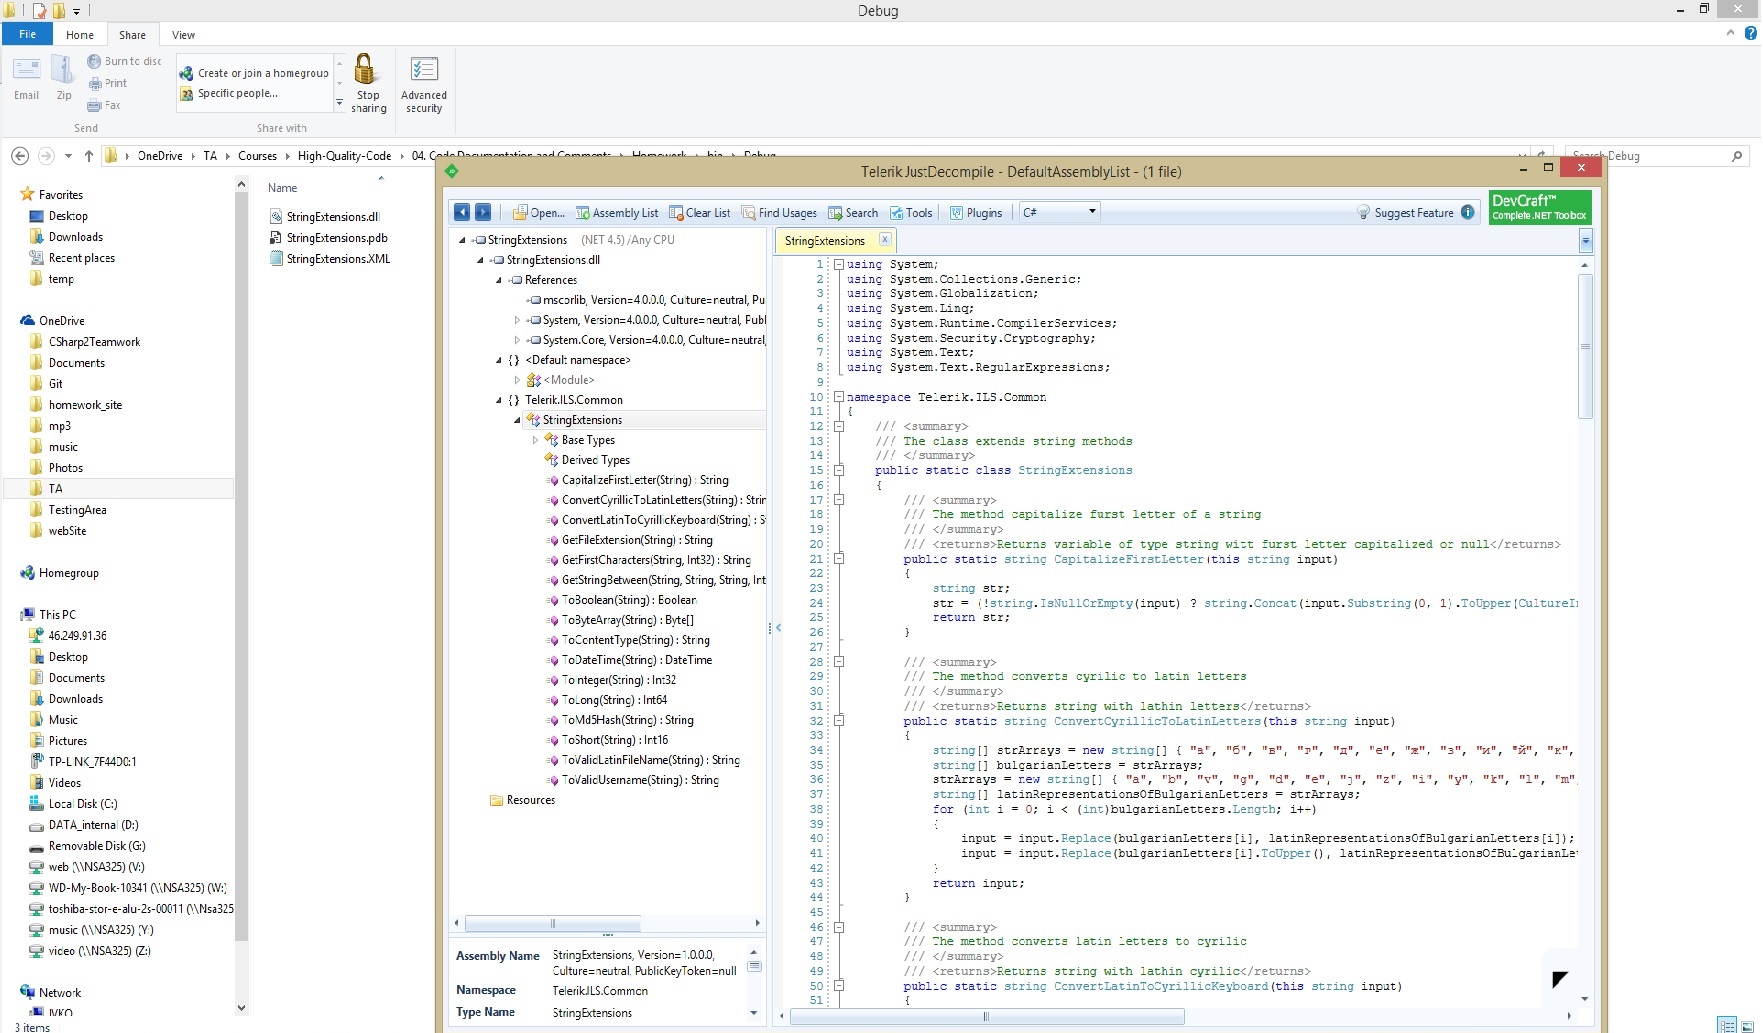 Debug
File Home Share View
Burn to disc
Print
Fax
Email Zip
Create or join a homegroup
Specific people...
Stop sharing
Advanced security
Send
Share with
OneDrive TA Courses High-Quality-Code 04. Code Documentation and Comments Homework bin Debug
Search Debug
Favorites
Desktop
Downloads
Recent places
temp
OneDrive
CSharp2Teamwork
Documents
Git
homework_site
mp3
music
Photos
TA
TestingArea
webSite
Homegroup
This PC
46.249.91.36
Desktop
Documents
Downloads
Music
Pictures
TP-LINK_7F44D0:1
Videos
Local Disk (C:)
DATA_internal (D:)
Removable Disk (G:)
web (\\NSA325) (V:)
WD-My-Book-10341 (\\NSA325) (W:)
toshiba-stor-e-alu-2s-00011 (\\Nsa325
music (\\NSA325) (Y:)
video (\\NSA325) (Z:)
Network
IVKO
3 items
Name
StringExtensions.dll
StringExtensions.pdb
StringExtensions.XML
Telerik JustDecompile - DefaultAssemblyList - (1 file)
Open... Assembly List Clear List Find Usages Search Tools Plugins C# Suggest Feature
DevCraft™
Complete .NET Toolbox
StringExtensions (NET 4.5) /Any CPU
StringExtensions.dll
References
mscorlib, Version=4.0.0.0, Culture=neutral, Pu
System, Version=4.0.0.0, Culture=neutral, Publ
System.Core, Version=4.0.0.0, Culture=neutral,
{} <Default namespace>
<Module>
{} Telerik.ILS.Common
StringExtensions
Base Types
Derived Types
CapitalizeFirstLetter(String) : String
ConvertCyrillicToLatinLetters(String) : Strin
ConvertLatinToCyrillicKeyboard(String) : S
GetFileExtension(String) : String
GetFirstCharacters(String, Int32) : String
GetStringBetween(String, String, String, Int
ToBoolean(String) : Boolean
ToByteArray(String) : Byte[]
ToContentType(String) : String
ToDateTime(String) : DateTime
ToInteger(String) : Int32
ToLong(String) : Int64
ToMd5Hash(String) : String
ToShort(String) : Int16
ToValidLatinFileName(String) : String
ToValidUsername(String) : String
Resources
Assembly Name StringExtensions, Version=1.0.0.0,
Culture=neutral, PublicKeyToken=null
Namespace Telerik.ILS.Common
Type Name StringExtensions
StringExtensions
1 using System;
2 using System.Collections.Generic;
3 using System.Globalization;
4 using System.Linq;
5 using System.Runtime.CompilerServices;
6 using System.Security.Cryptography;
7 using System.Text;
8 using System.Text.RegularExpressions;
9
10 namespace Telerik.ILS.Common
11 {
12 /// <summary>
13 /// The class extends string methods
14 /// </summary>
15 public static class StringExtensions
16 {
17 /// <summary>
18 /// The method capitalize furst letter of a string
19 /// </summary>
20 /// <returns>Returns variable of type string witt furst letter capitalized or null</returns>
21 public static string CapitalizeFirstLetter(this string input)
22 {
23 string str;
24 str = (!string.IsNullOrEmpty(input) ? string.Concat(input.Substring(0, 1).ToUpper(CultureI
25 return str;
26 }
27
28 /// <summary>
29 /// The method converts cyrilic to latin letters
30 /// </summary>
31 /// <returns>Returns string with lathin letters</returns>
32 public static string ConvertCyrillicToLatinLetters(this string input)
33 {
34 string[] strArrays = new string[] { "а", "б", "в", "г", "д", "е", "ж", "з", "и", "й", "к",
35 string[] bulgarianLetters = strArrays;
36 strArrays = new string[] { "a", "b", "v", "g", "d", "e", "j", "z", "i", "y", "k", "l", "m",
37 string[] latinRepresentationsOfBulgarianLetters = strArrays;
38 for (int i = 0; i < (int)bulgarianLetters.Length; i++)
39 {
40 input = input.Replace(bulgarianLetters[i], latinRepresentationsOfBulgarianLetters[i]);
41 input = input.Replace(bulgarianLetters[i].ToUpper(), latinRepresentationsOfBulgarianLe
42 }
43 return input;
44 }
45
46 /// <summary>
47 /// The method converts latin letters to cyrilic
48 /// </summary>
49 /// <returns>Returns string with lathin cyrilic</returns>
50 public static string ConvertLatinToCyrillicKeyboard(this string input)
51 {